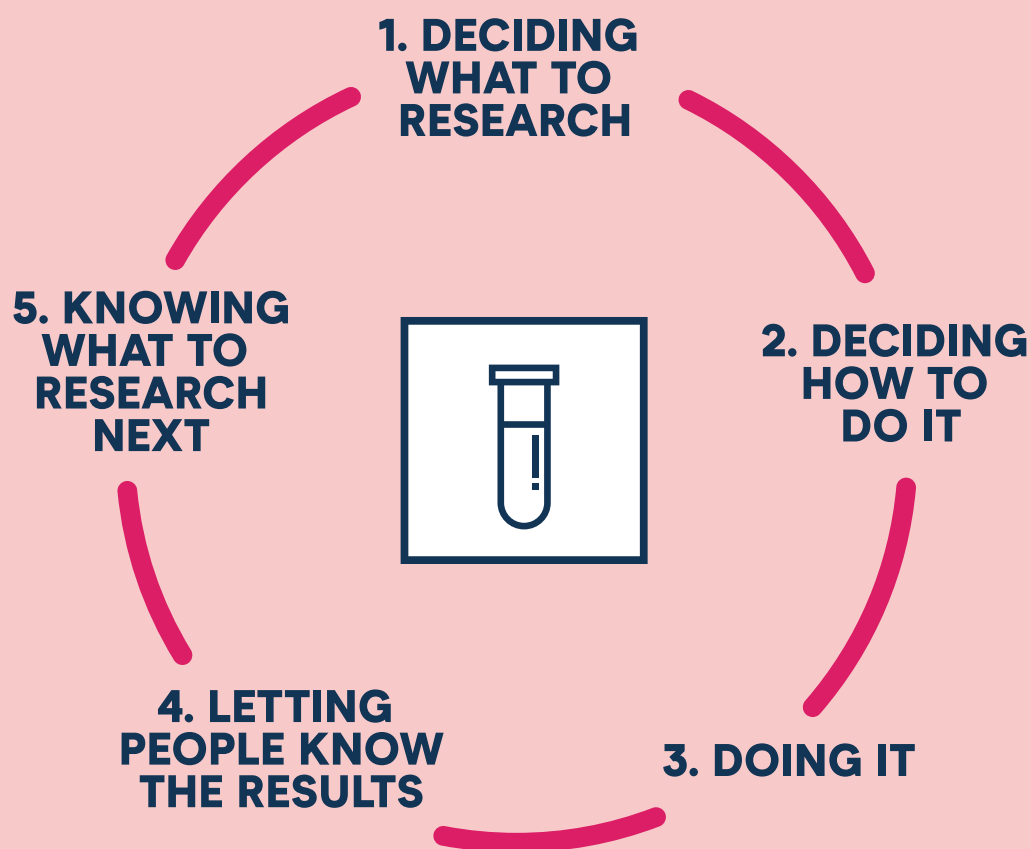 1. DECIDING
WHAT TO
RESEARCH
2. DECIDING
HOW TO
DO IT
3. DOING IT
4. LETTING
PEOPLE KNOW
THE RESULTS
5. KNOWING
WHAT TO
RESEARCH
NEXT